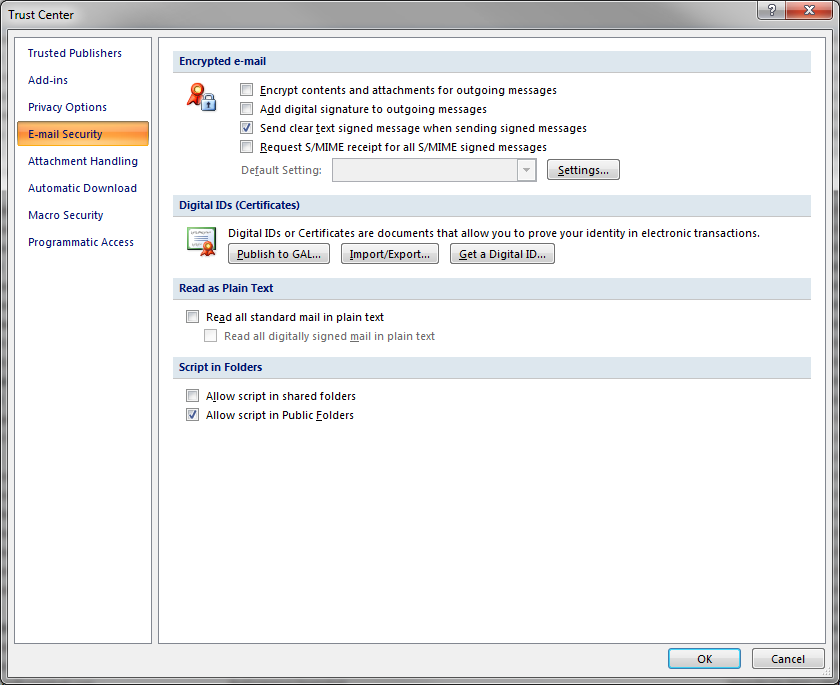 Trust Center
Trusted Publishers
Add-ins
Privacy Options
E-mail Security
Attachment Handling
Automatic Download
Macro Security
Programmatic Access
Encrypted e-mail
Encrypt contents and attachments for outgoing messages
Add digital signature to outgoing messages
Send clear text signed message when sending signed messages
Request S/MIME receipt for all S/MIME signed messages
Default Setting:
Settings...
Digital IDs (Certificates)
Digital IDs or Certificates are documents that allow you to prove your identity in electronic transactions.
Publish to GAL... Import/Export... Get a Digital ID...
Read as Plain Text
Read all standard mail in plain text
Read all digitally signed mail in plain text
Script in Folders
Allow script in shared folders
Allow script in Public Folders
OK Cancel